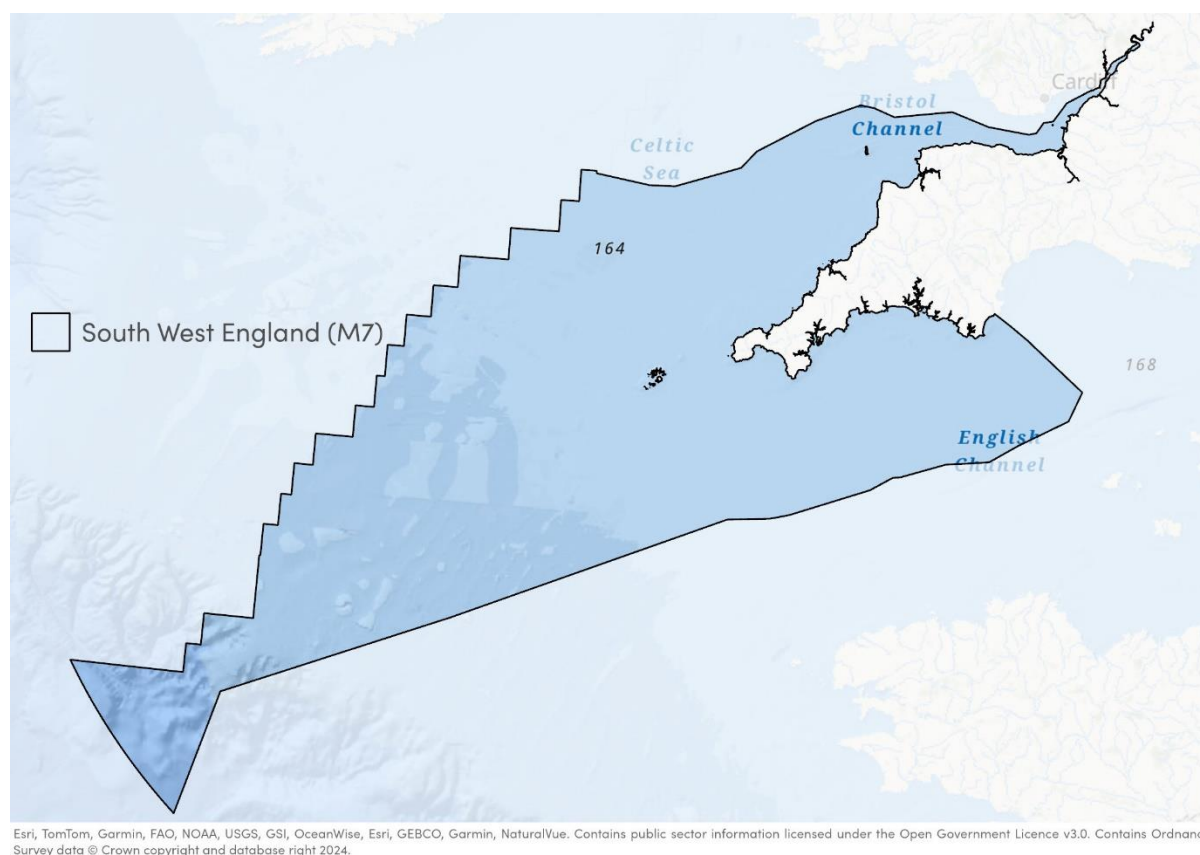 Cardiff
Bristol
Channel
Celtic
Sea
164
South West England (M7)
168
English
Channel
Esri, TomTom, Garmin, FAO, NOAA, USGS, GSI, OceanWise, Esri, GEBCO, Garmin, NaturalVue. Contains public sector information licensed under the Open Government Licence v3.0. Contains Ordnanc
Survey data © Crown copyright and database right 2024.